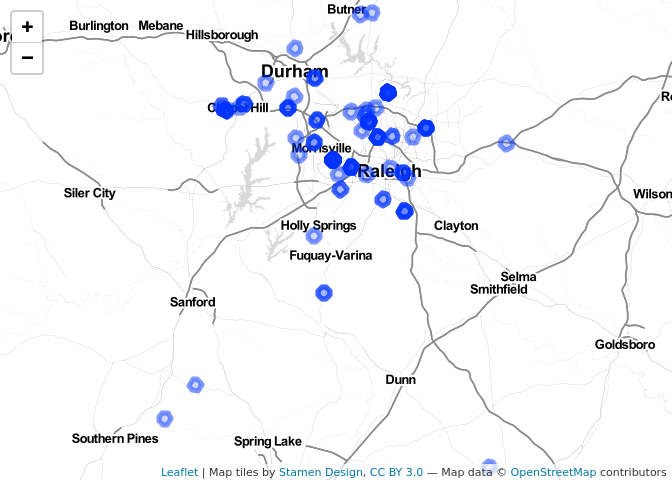 Butner
+
−
Burlington
Mebane
Hillsborough
Durham
Chapel Hill
Morrisville
Raleigh
Siler City
Wilson
Holly Springs
Clayton
Fuquay-Varina
Selma
Smithfield
Sanford
Goldsboro
Dunn
Southern Pines
Spring Lake
Leaflet | Map tiles by Stamen Design, CC BY 3.0 — Map data © OpenStreetMap contributors